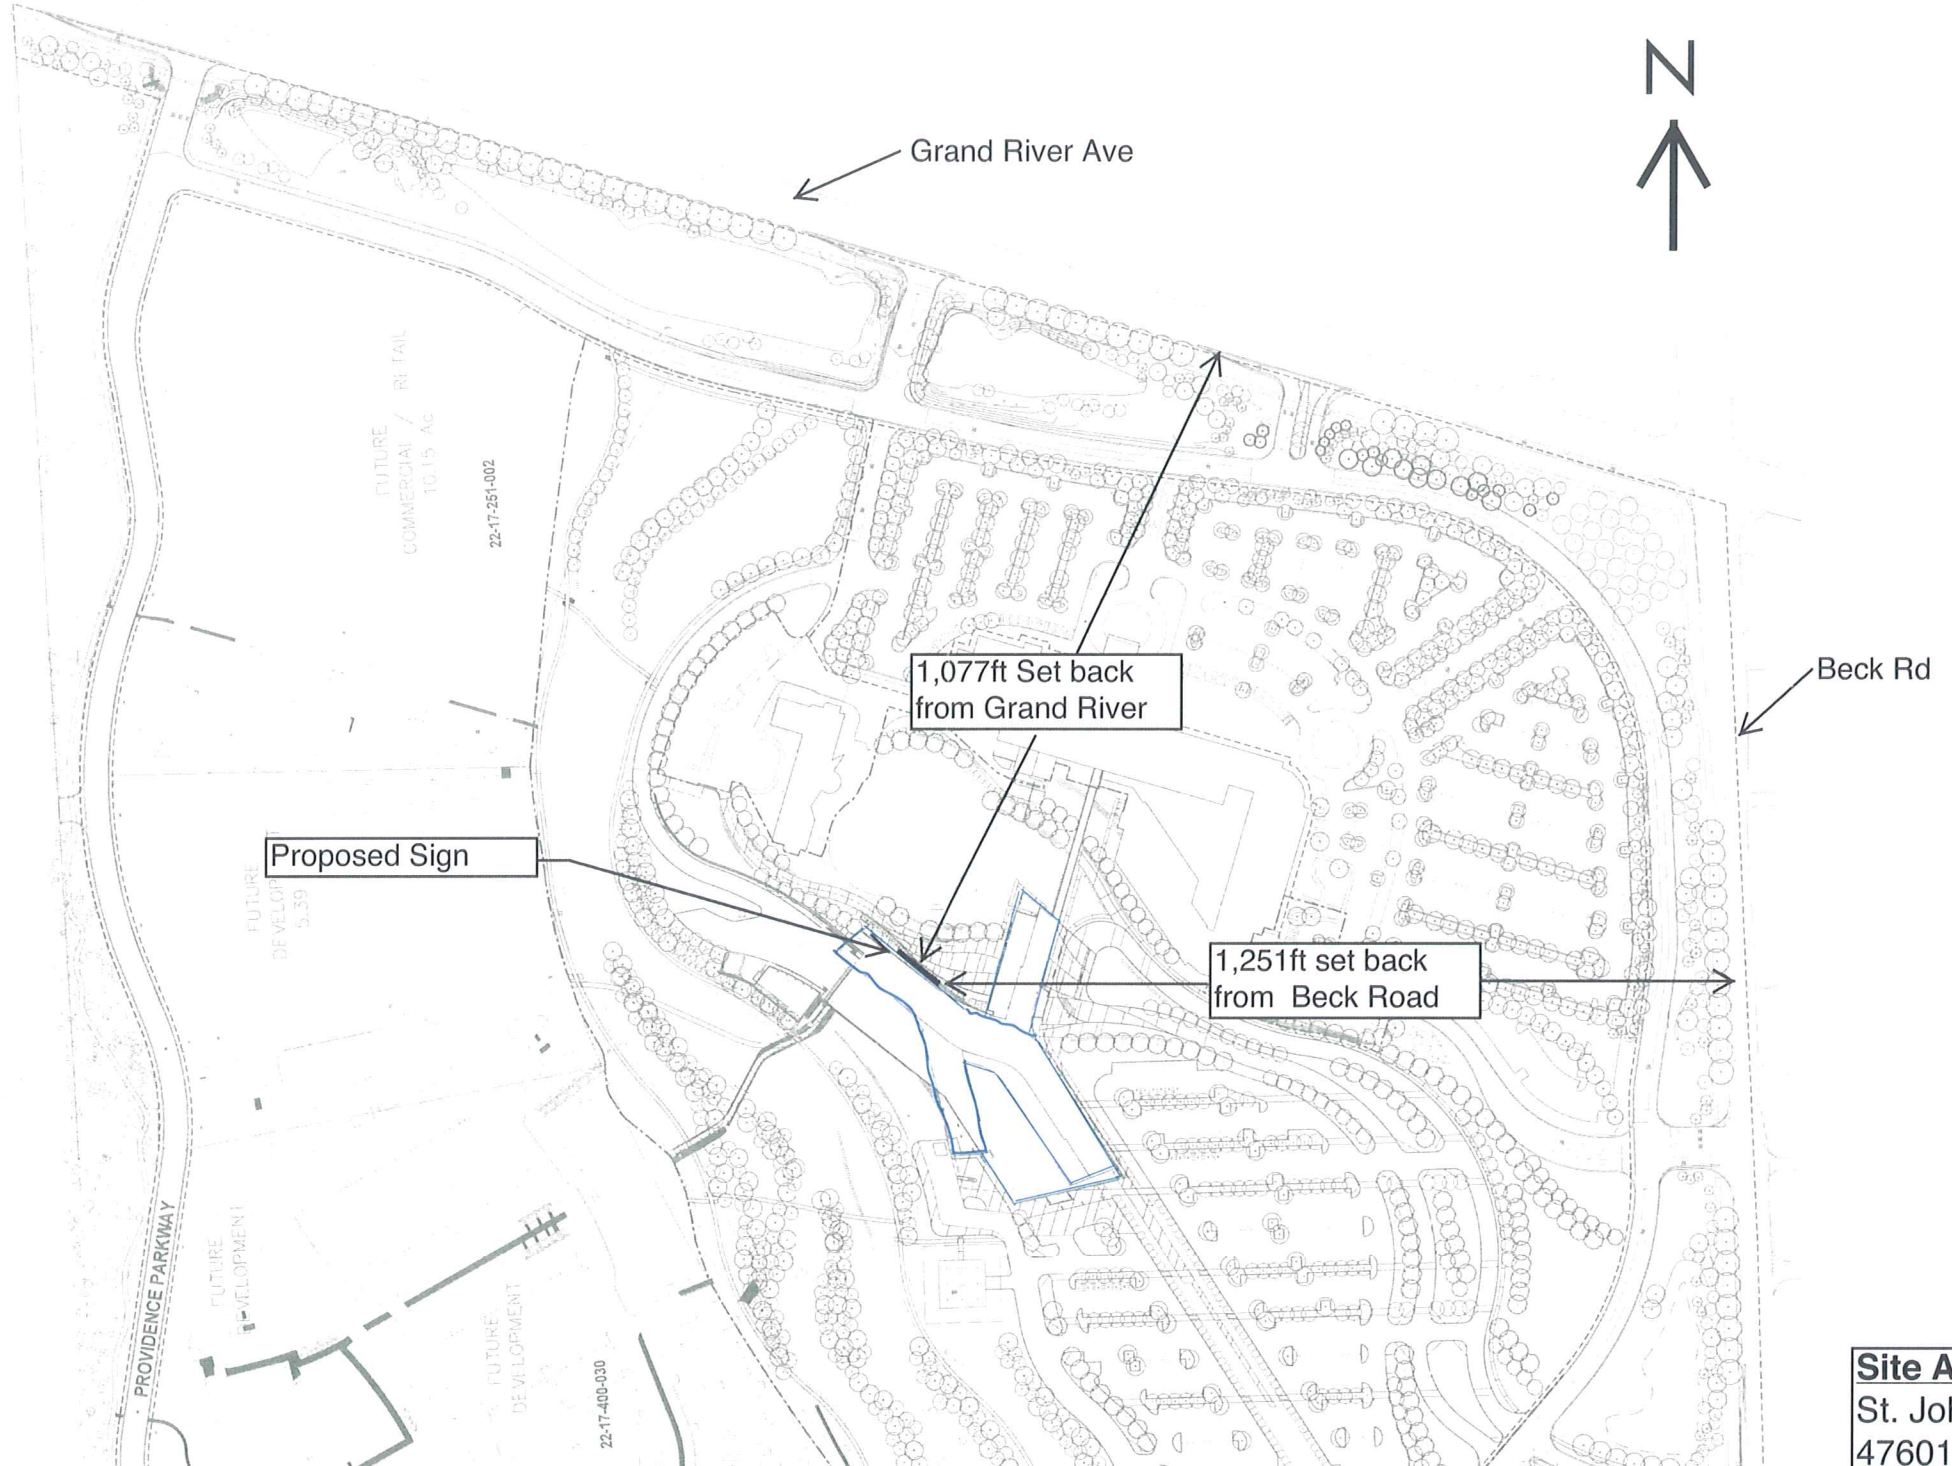 N
Grand River Ave
FUTURE
COMMERCIAL / RETAIL
10.15 Ac
22-17-251-002
1,077ft Set back
from Grand River
Beck Rd
Proposed Sign
FUTURE
5.39
1,251ft set back
from Beck Road
PROVIDENCE PARKWAY
FUTURE
DEVELOPMENT
FUTURE
DEVELOPMENT
22-17-400-030
Site A
St. Jo
47601